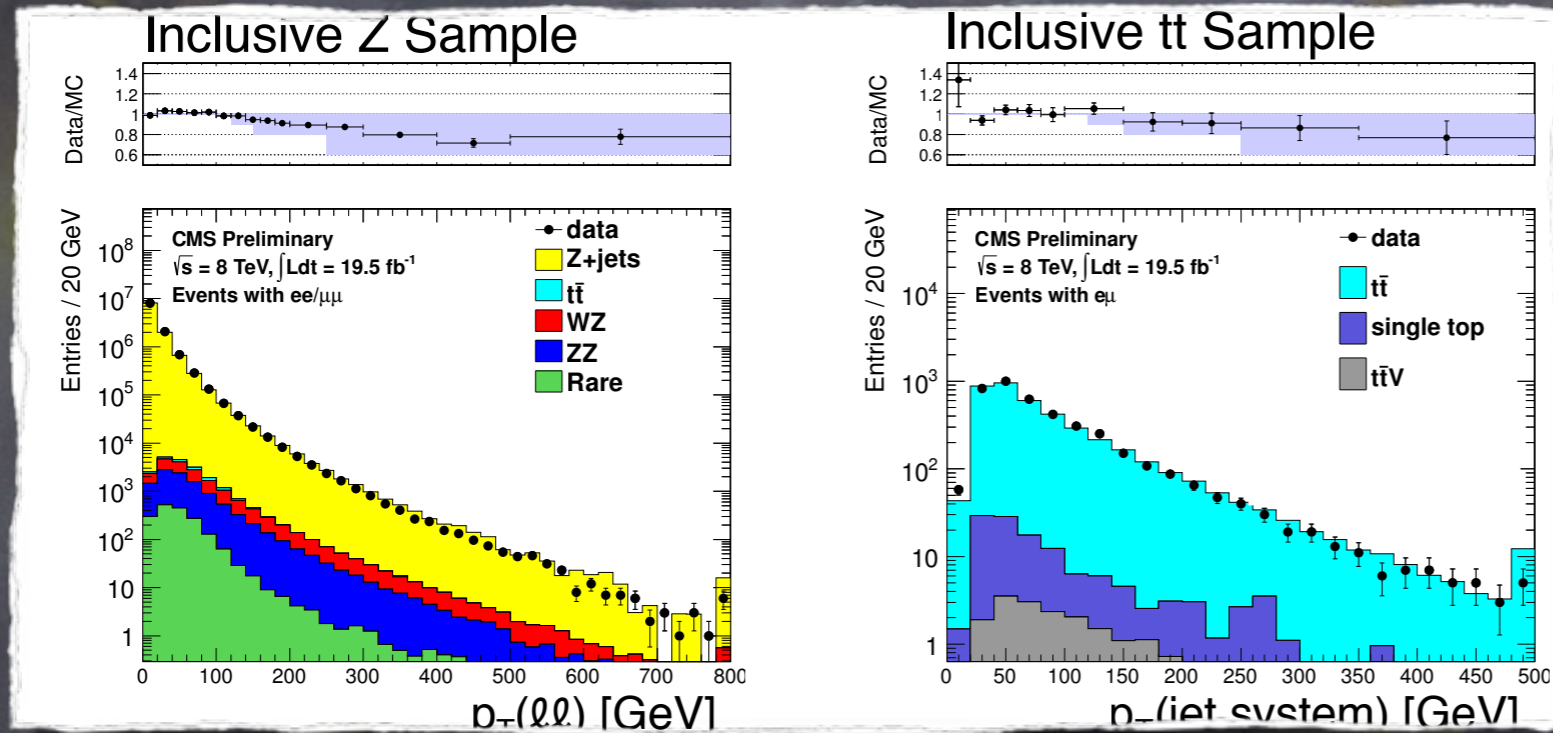 Inclusive Z Sample
Data/MC
1.4
1.2
1
0.8
0.6
Entries / 20 GeV
10⁸
10⁷
10⁶
10⁵
10⁴
10³
10²
10
1
CMS Preliminary
√s = 8 TeV, ∫Ldt = 19.5 fb⁻¹
Events with ee/μμ
data
Z+jets
tt̄
WZ
ZZ
Rare
0 100 200 300 400 500 600 700 800
p_T(ℓℓ) [GeV]
Inclusive tt Sample
Data/MC
1.4
1.2
1
0.8
0.6
Entries / 20 GeV
10⁴
10³
10²
10
1
CMS Preliminary
√s = 8 TeV, ∫Ldt = 19.5 fb⁻¹
Events with eμ
data
tt̄
single top
tt̄V
0 50 100 150 200 250 300 350 400 450 500
p_T(jet system) [GeV]